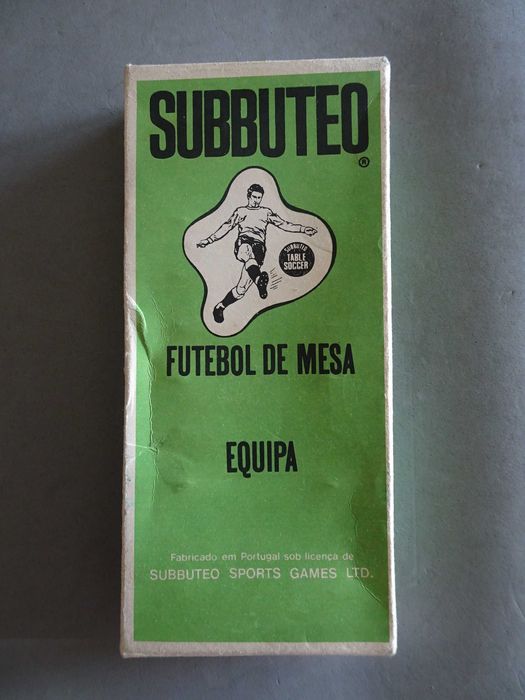 SUBBUTEO
®
SUBBUTEO
TABLE
SOCCER
FUTEBOL DE MESA
EQUIPA
Fabricado em Portugal sob licença de
SUBBUTEO SPORTS GAMES LTD.